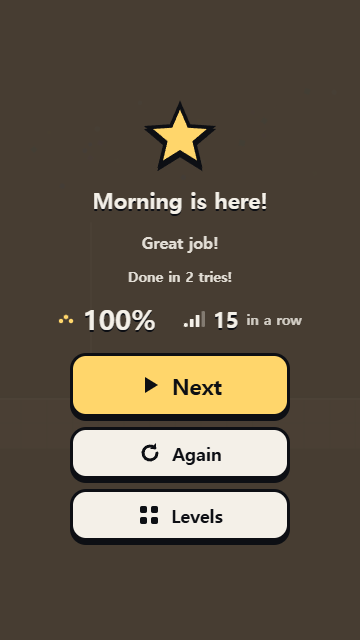 Morning is here!
Great job!
Done in 2 tries!
100% 15 in a row
Next
Again
Levels